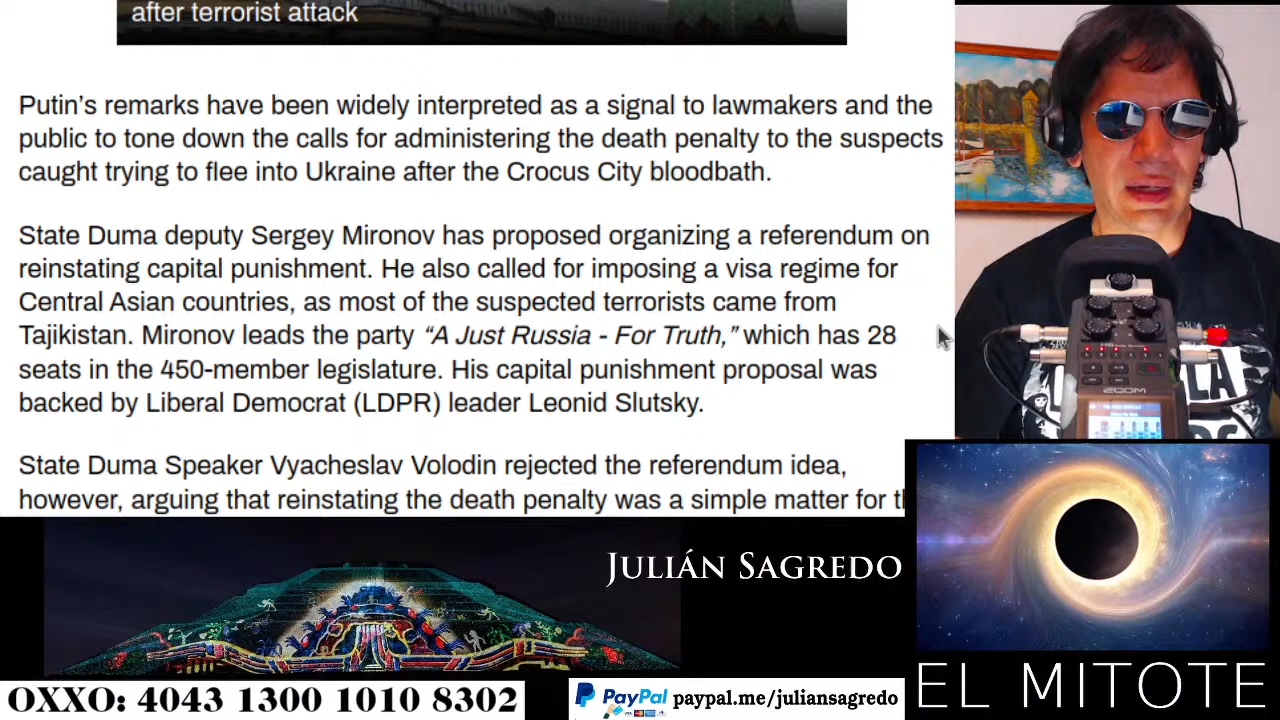 after terrorist attack
Putin’s remarks have been widely interpreted as a signal to lawmakers and the
public to tone down the calls for administering the death penalty to the suspects
caught trying to flee into Ukraine after the Crocus City bloodbath.
State Duma deputy Sergey Mironov has proposed organizing a referendum on
reinstating capital punishment. He also called for imposing a visa regime for
Central Asian countries, as most of the suspected terrorists came from
Tajikistan. Mironov leads the party “A Just Russia - For Truth,” which has 28
seats in the 450-member legislature. His capital punishment proposal was
backed by Liberal Democrat (LDPR) leader Leonid Slutsky.
State Duma Speaker Vyacheslav Volodin rejected the referendum idea,
however, arguing that reinstating the death penalty was a simple matter for
zoom
JULIÁN SAGREDO
EL MITOTE
OXXO: 4043 1300 1010 8302
PayPal paypal.me/juliansagredo